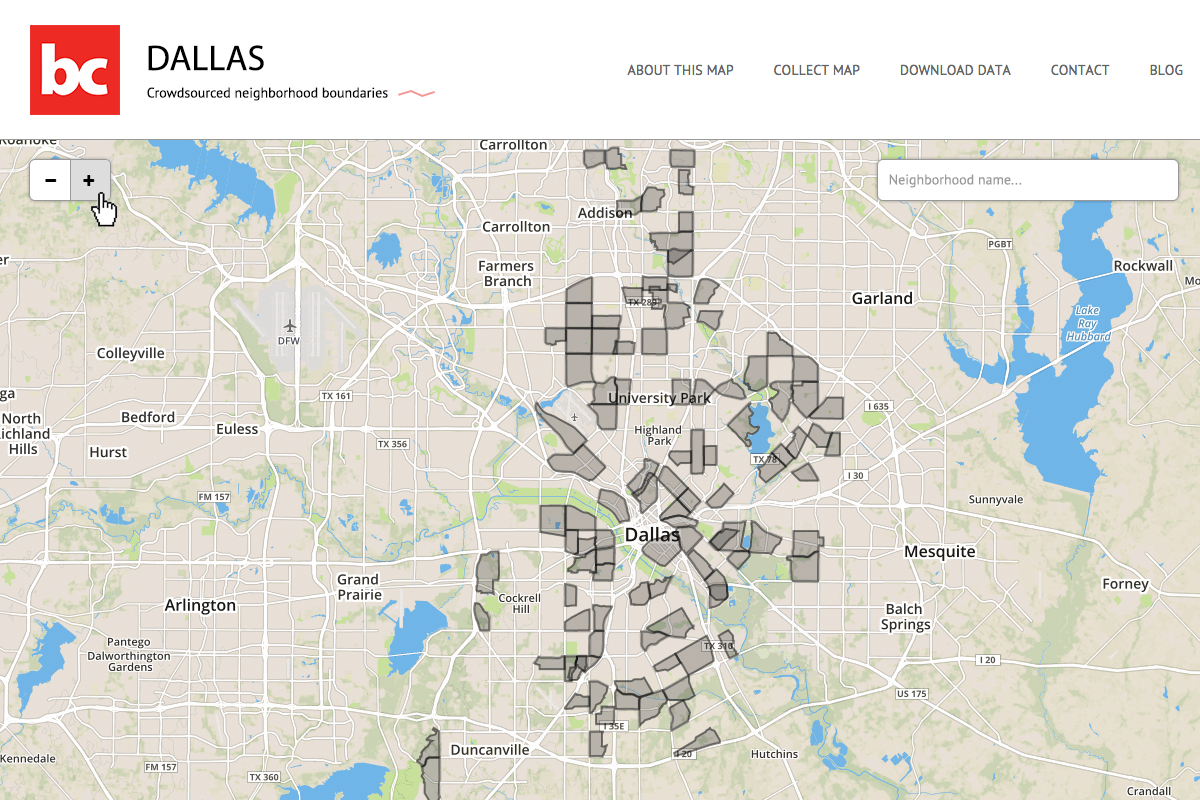 bc
DALLAS
Crowdsourced neighborhood boundaries
ABOUT THIS MAP
COLLECT MAP
DOWNLOAD DATA
CONTACT
BLOG
Roanoke
Carrollton
−
+
Neighborhood name...
Addison
Carrollton
PGBT
er
Farmers
Branch
Rockwall
Mo
TX 289
Garland
Lake
Ray
Hubbard
DFW
Colleyville
ga
TX 161
University Park
I 635
North
Richland
Hills
Bedford
Euless
Highland
Park
TX 356
Hurst
TX 78
I 30
FM 157
Sunnyvale
Dallas
Mesquite
Grand
Prairie
Forney
Arlington
Cockrell
Hill
Balch
Springs
Pantego
Dalworthington
Gardens
TX 310
I 20
US 175
I 35E
Duncanville
I 20
Hutchins
Kennedale
FM 157
TX 360
Crandall